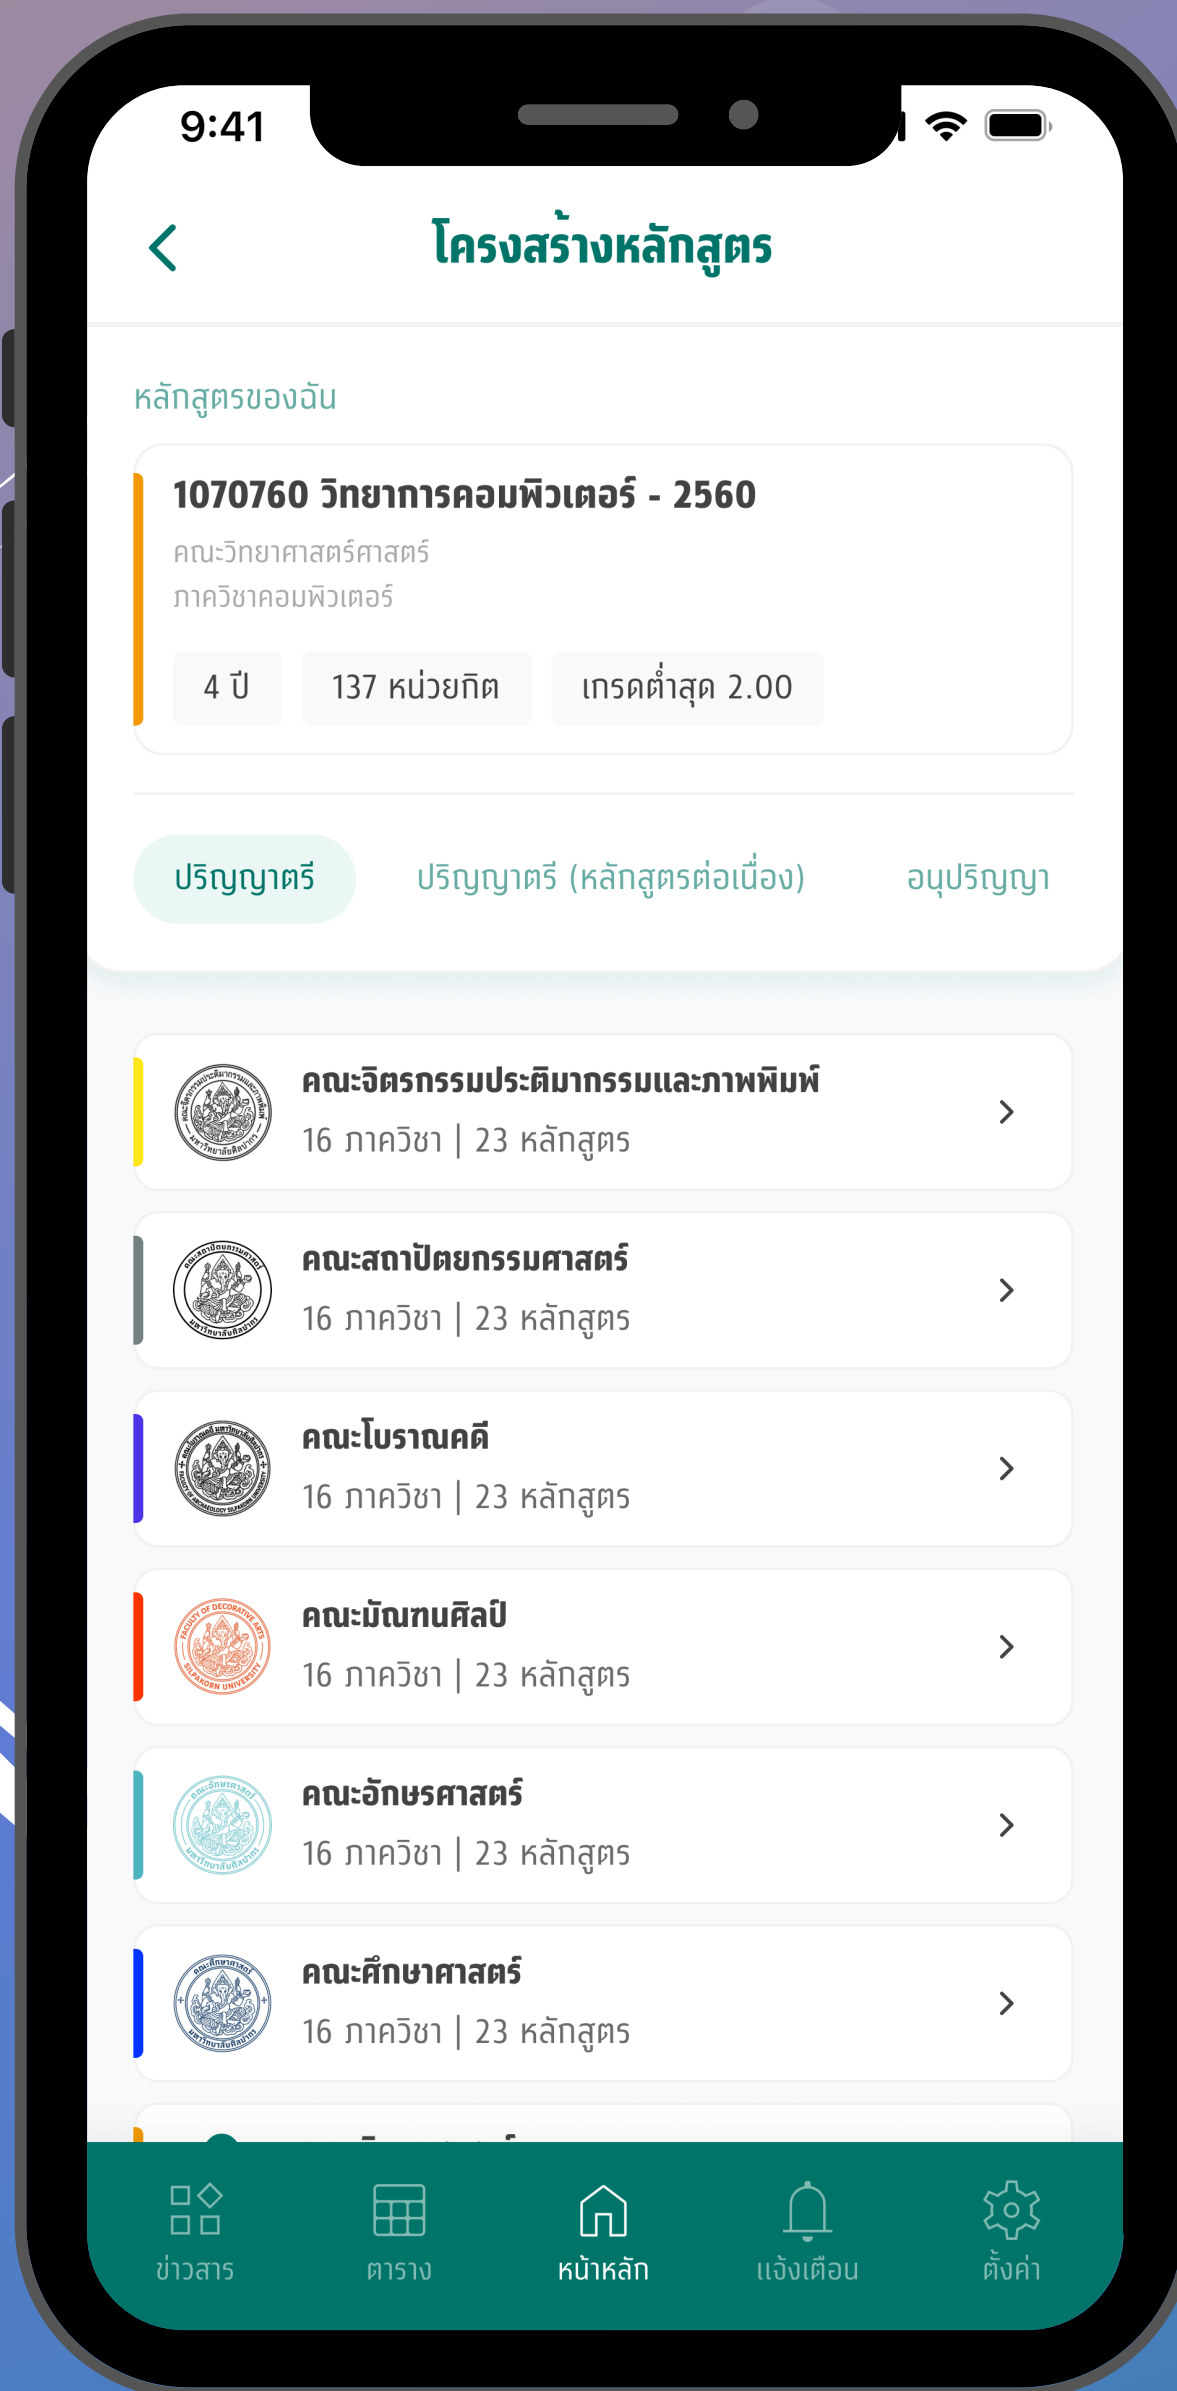 9:41
โครงสร้างหลักสูตร
หลักสูตรของฉัน
1070760 วิทยาการคอมพิวเตอร์ - 2560
คณะวิทยาศาสตร์ศาสตร์
ภาควิชาคอมพิวเตอร์
4 ปี 137 หน่วยกิต เกรดต่ำสุด 2.00
ปริญญาตรี ปริญญาตรี (หลักสูตรต่อเนื่อง) อนุปริญญา
คณะจิตรกรรมประติมากรรมและภาพพิมพ์
16 ภาควิชา | 23 หลักสูตร
คณะสถาปัตยกรรมศาสตร์
16 ภาควิชา | 23 หลักสูตร
คณะโบราณคดี
16 ภาควิชา | 23 หลักสูตร
FACULTY OF DECORATIVE ARTS
SILPAKORN UNIVERSITY
คณะมัณฑนศิลป์
16 ภาควิชา | 23 หลักสูตร
คณะอักษรศาสตร์
16 ภาควิชา | 23 หลักสูตร
คณะศึกษาศาสตร์
16 ภาควิชา | 23 หลักสูตร
ข่าวสาร ตาราง หน้าหลัก แจ้งเตือน ตั้งค่า